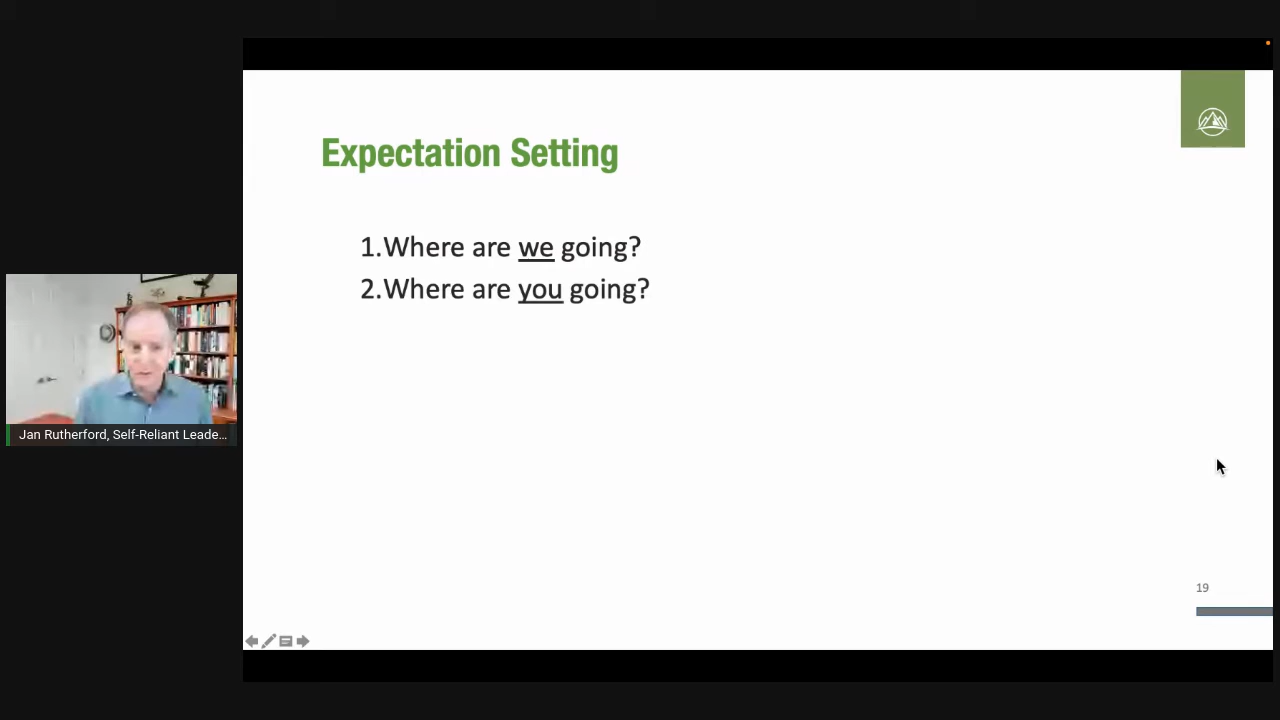 Expectation Setting
1.Where are we going?
2.Where are you going?
Jan Rutherford, Self-Reliant Leade...
19